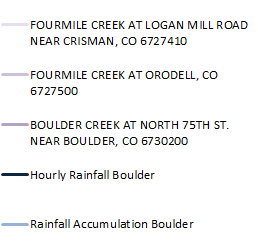 FOURMILE CREEK AT LOGAN MILL ROAD
NEAR CRISMAN, CO 6727410
FOURMILE CREEK AT ORODELL, CO
6727500
BOULDER CREEK AT NORTH 75TH ST.
NEAR BOULDER, CO 6730200
Hourly Rainfall Boulder
Rainfall Accumulation Boulder